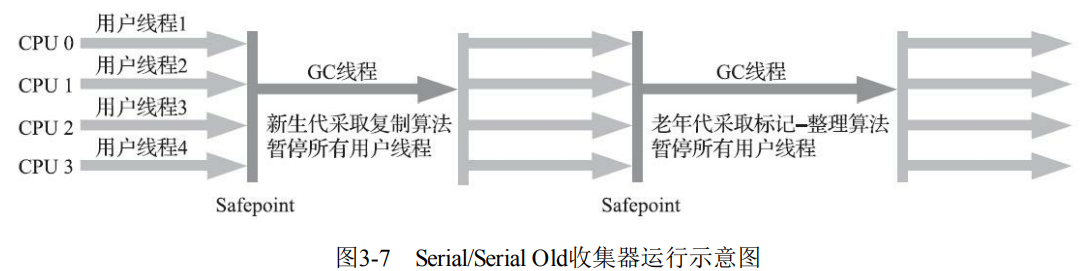 用户线程1
CPU 0
用户线程2
CPU 1
用户线程3
CPU 2
用户线程4
CPU 3
GC线程
新生代采取复制算法
暂停所有用户线程
GC线程
老年代采取标记-整理算法
暂停所有用户线程
Safepoint
Safepoint
图3-7 Serial/Serial Old收集器运行示意图